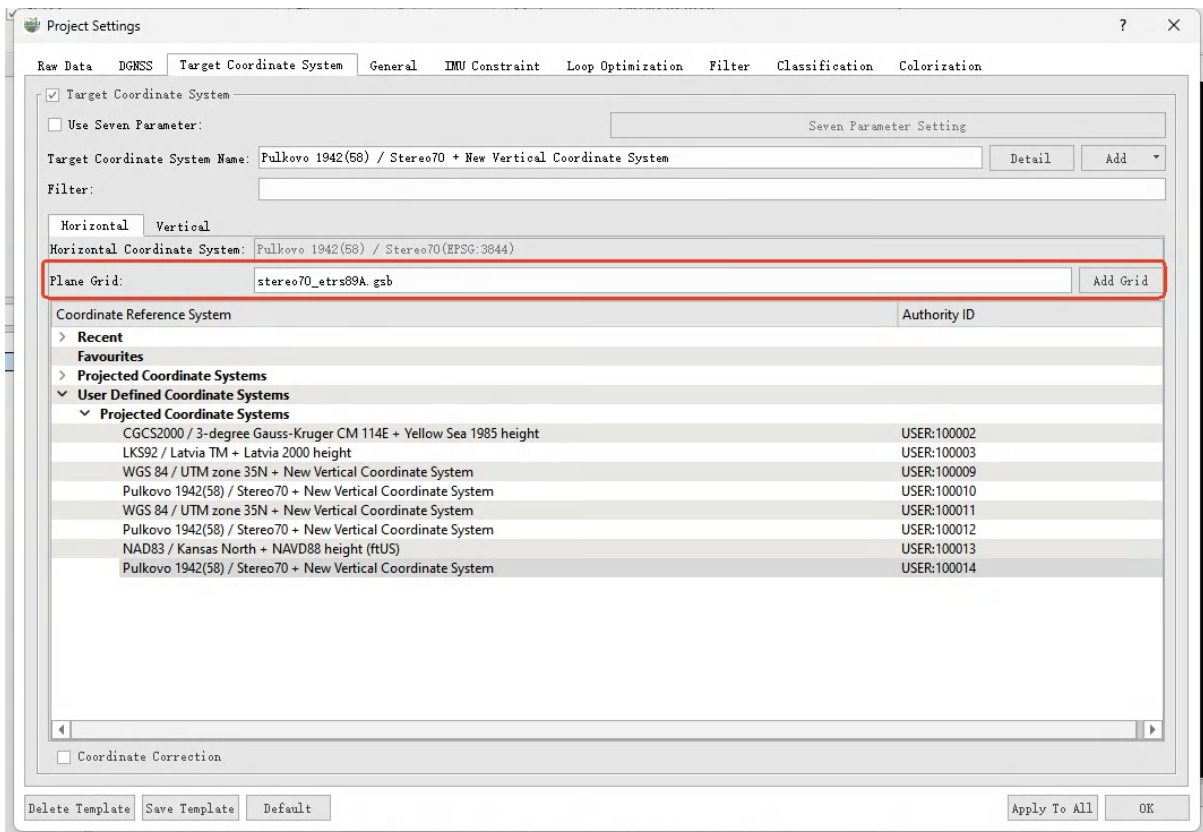 Project Settings
? ×
Raw Data DGNSS Target Coordinate System General IMU Constraint Loop Optimization Filter Classification Colorization
Target Coordinate System
Use Seven Parameter: Seven Parameter Setting
Target Coordinate System Name: Pulkovo 1942(58) / Stereo70 + New Vertical Coordinate System Detail Add
Filter:
Horizontal Vertical
Horizontal Coordinate System: Pulkovo 1942(58) / Stereo70(EPSG:3844)
Plane Grid: stereo70_etrs89A.gsb Add Grid
Coordinate Reference System Authority ID
Recent
Favourites
Projected Coordinate Systems
User Defined Coordinate Systems
Projected Coordinate Systems
CGCS2000 / 3-degree Gauss-Kruger CM 114E + Yellow Sea 1985 height USER:100002
LKS92 / Latvia TM + Latvia 2000 height USER:100003
WGS 84 / UTM zone 35N + New Vertical Coordinate System USER:100009
Pulkovo 1942(58) / Stereo70 + New Vertical Coordinate System USER:100010
WGS 84 / UTM zone 35N + New Vertical Coordinate System USER:100011
Pulkovo 1942(58) / Stereo70 + New Vertical Coordinate System USER:100012
NAD83 / Kansas North + NAVD88 height (ftUS) USER:100013
Pulkovo 1942(58) / Stereo70 + New Vertical Coordinate System USER:100014
Coordinate Correction
Delete Template Save Template Default Apply To All OK